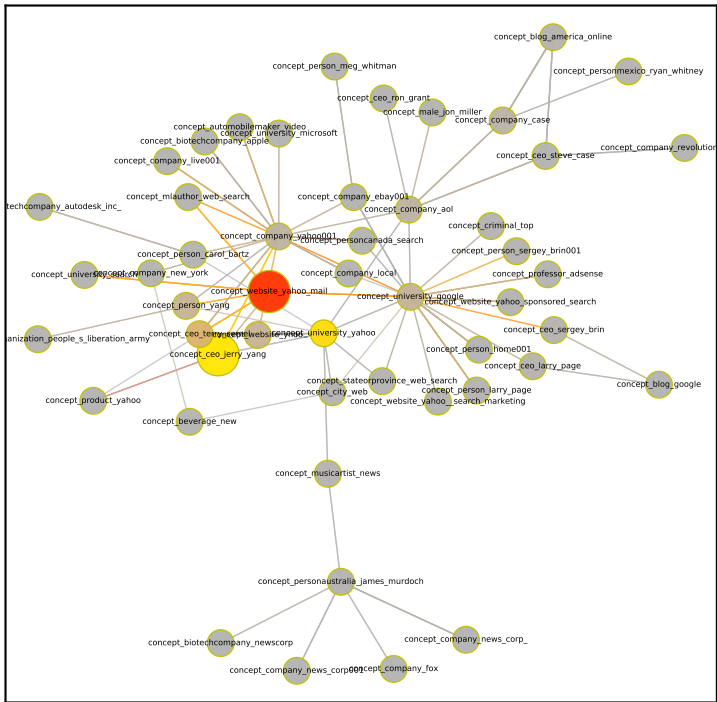 concept_blog_america_online
concept_person_meg_whitman
concept_personmexico_ryan_whitney
concept_ceo_ron_grant
concept_male_jon_miller
concept_company_case
concept_automobilemaker_video
concept_university_microsoft
concept_biotechcompany_apple
concept_company_revolution
concept_ceo_steve_case
concept_company_live001
concept_mlauthor_web_search
concept_company_ebay001
techcompany_autodesk_inc_
concept_company_aol
concept_criminal_top
concept_company_yahoo001
concept_personcanada_search
concept_person_sergey_brin001
concept_person_carol_bartz
concept_company_new_york
concept_company_local
concept_professor_adsense
concept_website_yahoo_mail
concept_university_google
concept_website_yahoo_sponsored_search
concept_person_yang
concept_ceo_sergey_brin
concept_university_yahoo
anization_people_s_liberation_army
concept_person_home001
concept_ceo_jerry_yang
concept_ceo_larry_page
concept_stateorprovince_web_search
concept_blog_google
concept_city_web
concept_person_larry_page
concept_product_yahoo
concept_website_yahoo__search_marketing
concept_beverage_new
concept_musicartist_news
concept_personaustralia_james_murdoch
concept_biotechcompany_newscorp
concept_company_news_corp_
concept_company_news_corp001
concept_company_fox